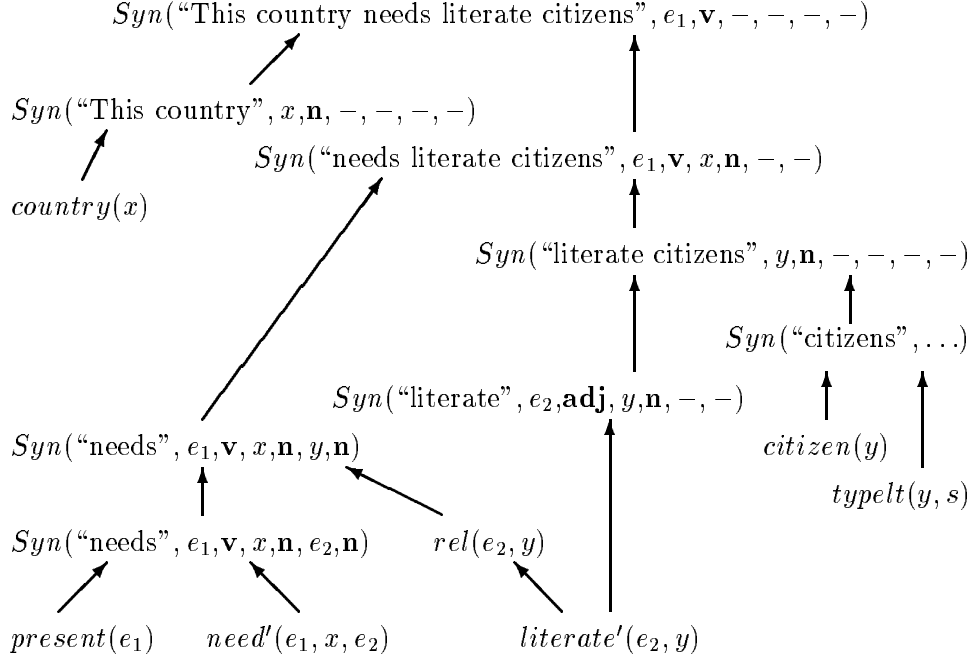 Syn(“This country needs literate citizens”, e₁,v, −, −, −, −)
Syn(“This country”, x,n, −, −, −, −)
Syn(“needs literate citizens”, e₁,v, x,n, −, −)
country(x)
Syn(“literate citizens”, y,n, −, −, −, −)
Syn(“citizens”, . . .)
Syn(“literate”, e₂,adj, y,n, −, −)
Syn(“needs”, e₁,v, x,n, y,n)
citizen(y)
typelt(y, s)
Syn(“needs”, e₁,v, x,n, e₂,n) rel(e₂, y)
present(e₁) need′(e₁, x, e₂) literate′(e₂, y)